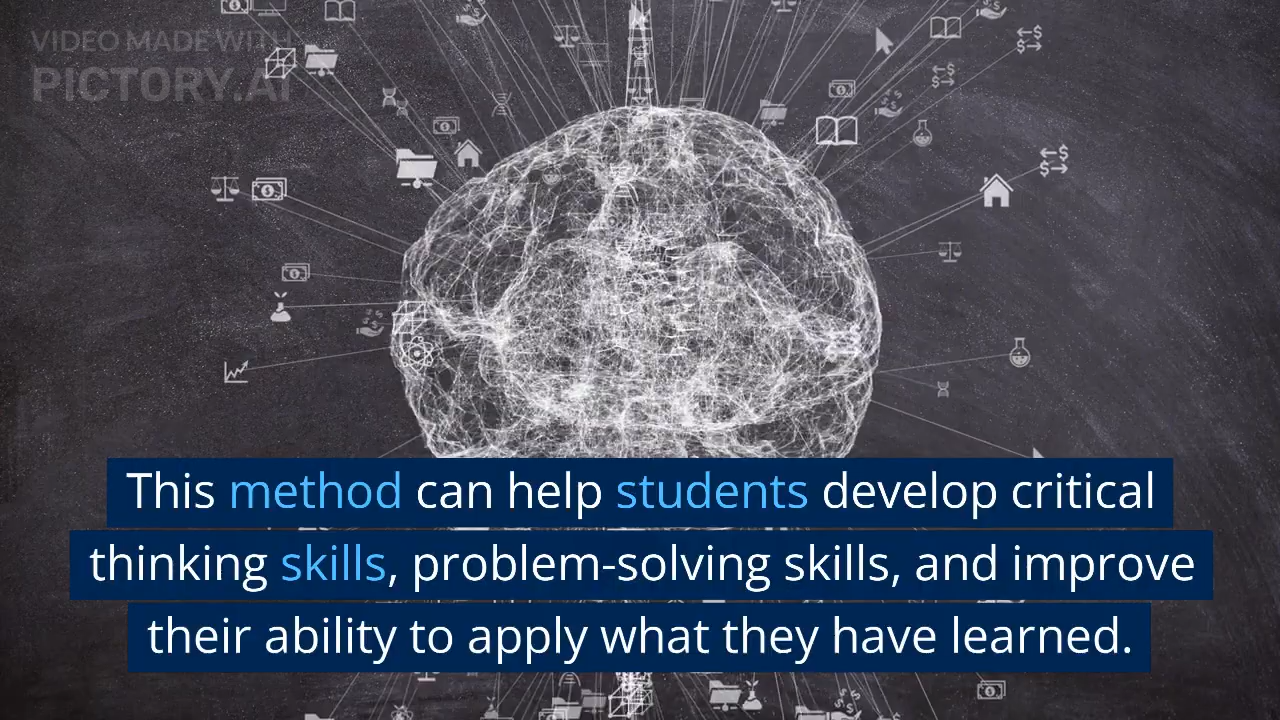 VIDEO MADE WITH
PICTORY.AI
This method can help students develop critical
thinking skills, problem-solving skills, and improve
their ability to apply what they have learned.